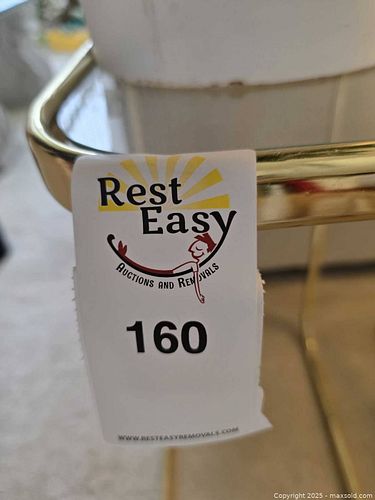 Rest
Easy
AUCTIONS AND REMOVALS
160
WWW.RESTEASYREMOVALS.COM
Copyright 2025 - maxsold.com